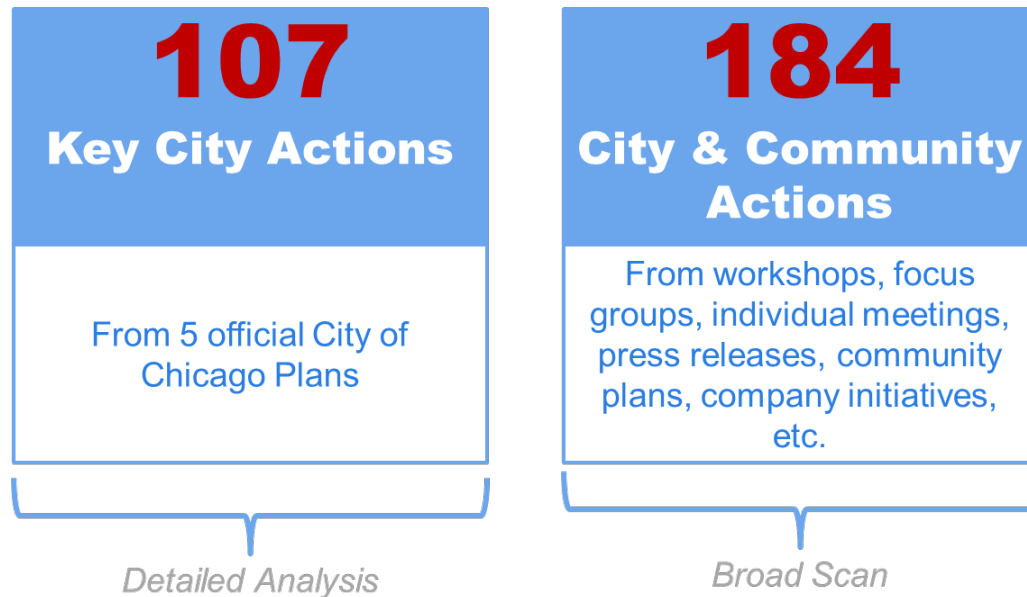 107
Key City Actions
From 5 official City of
Chicago Plans
Detailed Analysis
184
City & Community
Actions
From workshops, focus
groups, individual meetings,
press releases, community
plans, company initiatives,
etc.
Broad Scan